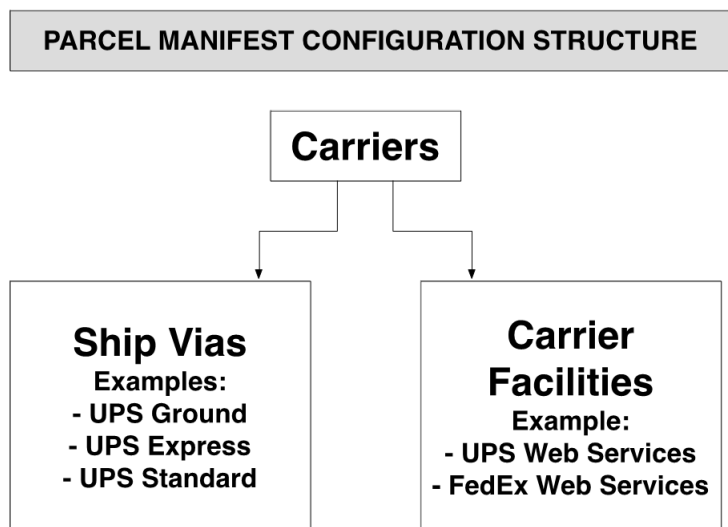 PARCEL MANIFEST CONFIGURATION STRUCTURE
Carriers
Ship Vias
Examples:
- UPS Ground
- UPS Express
- UPS Standard
Carrier
Facilities
Example:
- UPS Web Services
- FedEx Web Services